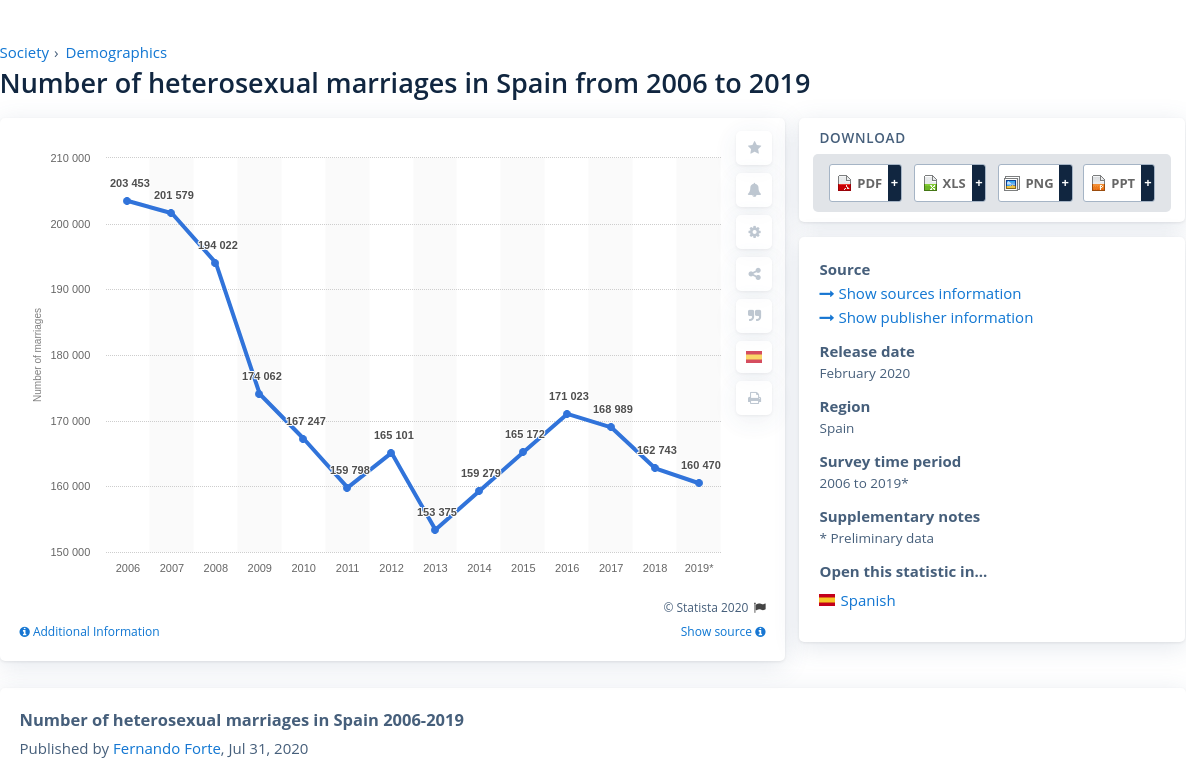 Society › Demographics
Number of heterosexual marriages in Spain from 2006 to 2019
210 000
200 000
190 000
180 000
170 000
160 000
150 000
Number of marriages
203 453
201 579
194 022
174 062
167 247
159 798
165 101
153 375
159 279
165 172
171 023
168 989
162 743
160 470
2006 2007 2008 2009 2010 2011 2012 2013 2014 2015 2016 2017 2018 2019*
© Statista 2020
Additional Information
Show source
DOWNLOAD
PDF + XLS + PNG + PPT +
Source
Show sources information
Show publisher information
Release date
February 2020
Region
Spain
Survey time period
2006 to 2019*
Supplementary notes
* Preliminary data
Open this statistic in...
Spanish
Number of heterosexual marriages in Spain 2006-2019
Published by Fernando Forte, Jul 31, 2020